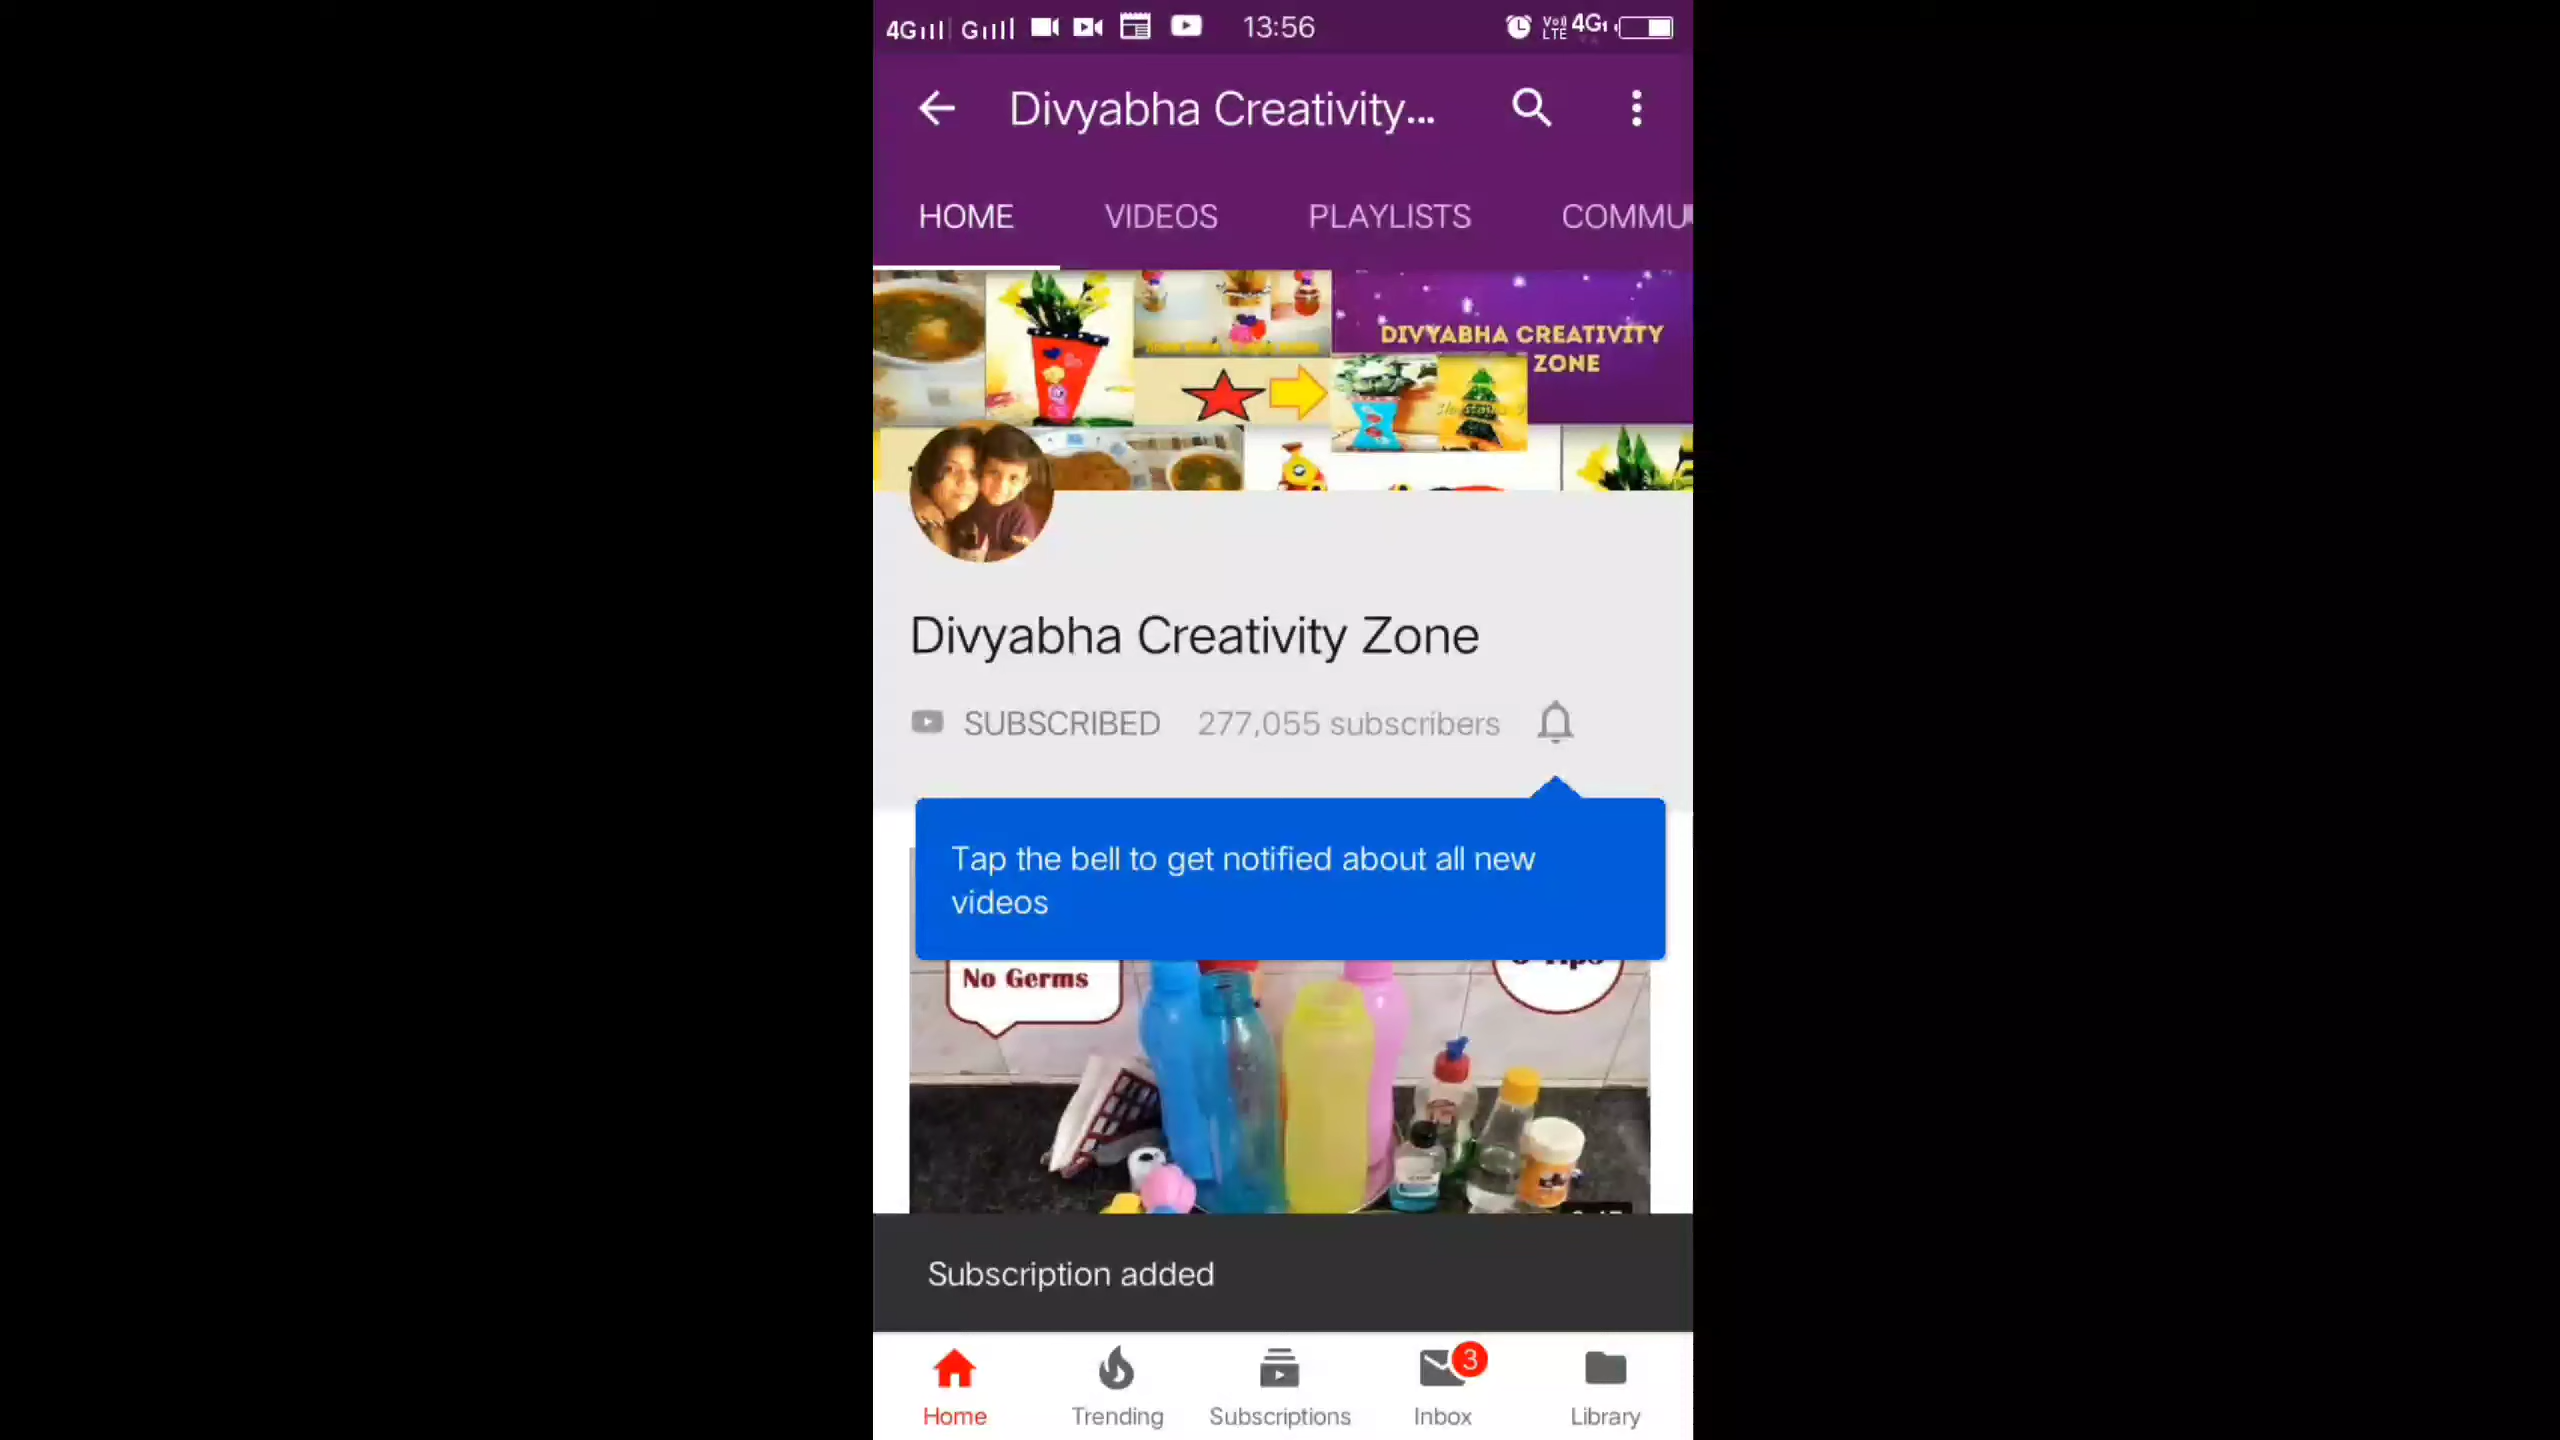 4G G 13:56 4G
Divyabha Creativity...
HOME VIDEOS PLAYLISTS COMMU
DIVYABHA CREATIVITY
ZONE
Divyabha Creativity Zone
SUBSCRIBED 277,055 subscribers
Tap the bell to get notified about all new
videos
No Germs
Subscription added
3
Home Trending Subscriptions Inbox Library